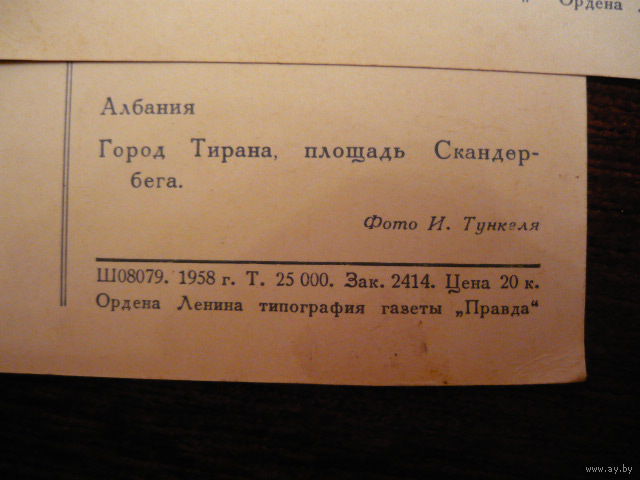 Ордена
Албания
Город Тирана, площадь Скандер-
бега.
Фото И. Тункеля
Ш08079. 1958 г. Т. 25 000. Зак. 2414. Цена 20 к.
Ордена Ленина типография газеты „Правда“
www.ay.by